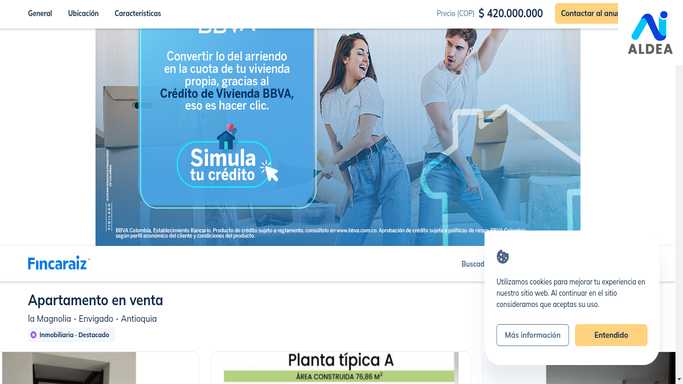 General Ubicación Características Precio (COP) $ 420.000.000 Contactar al anu
ALDEA
BBVA
Convertir lo del arriendo
en la cuota de tu vivienda
propia, gracias al
Crédito de Vivienda BBVA,
eso es hacer clic.
Simula
tu crédito
BBVA Colombia, Establecimiento Bancario. Producto de crédito sujeto a reglamento, consúltelo en www.bbva.com.co. Aprobación de crédito sujeta a políticas de riesgo BBVA Colombia
según perfil económico del cliente y condiciones del producto.
Fincaraiz
Buscad
Apartamento en venta
la Magnolia - Envigado - Antioquia
Inmobiliaria - Destacado
Utilizamos cookies para mejorar tu experiencia en
nuestro sitio web. Al continuar en el sitio
consideramos que aceptas su uso.
Más información Entendido
Planta típica A
ÁREA CONSTRUIDA 76,86 M²